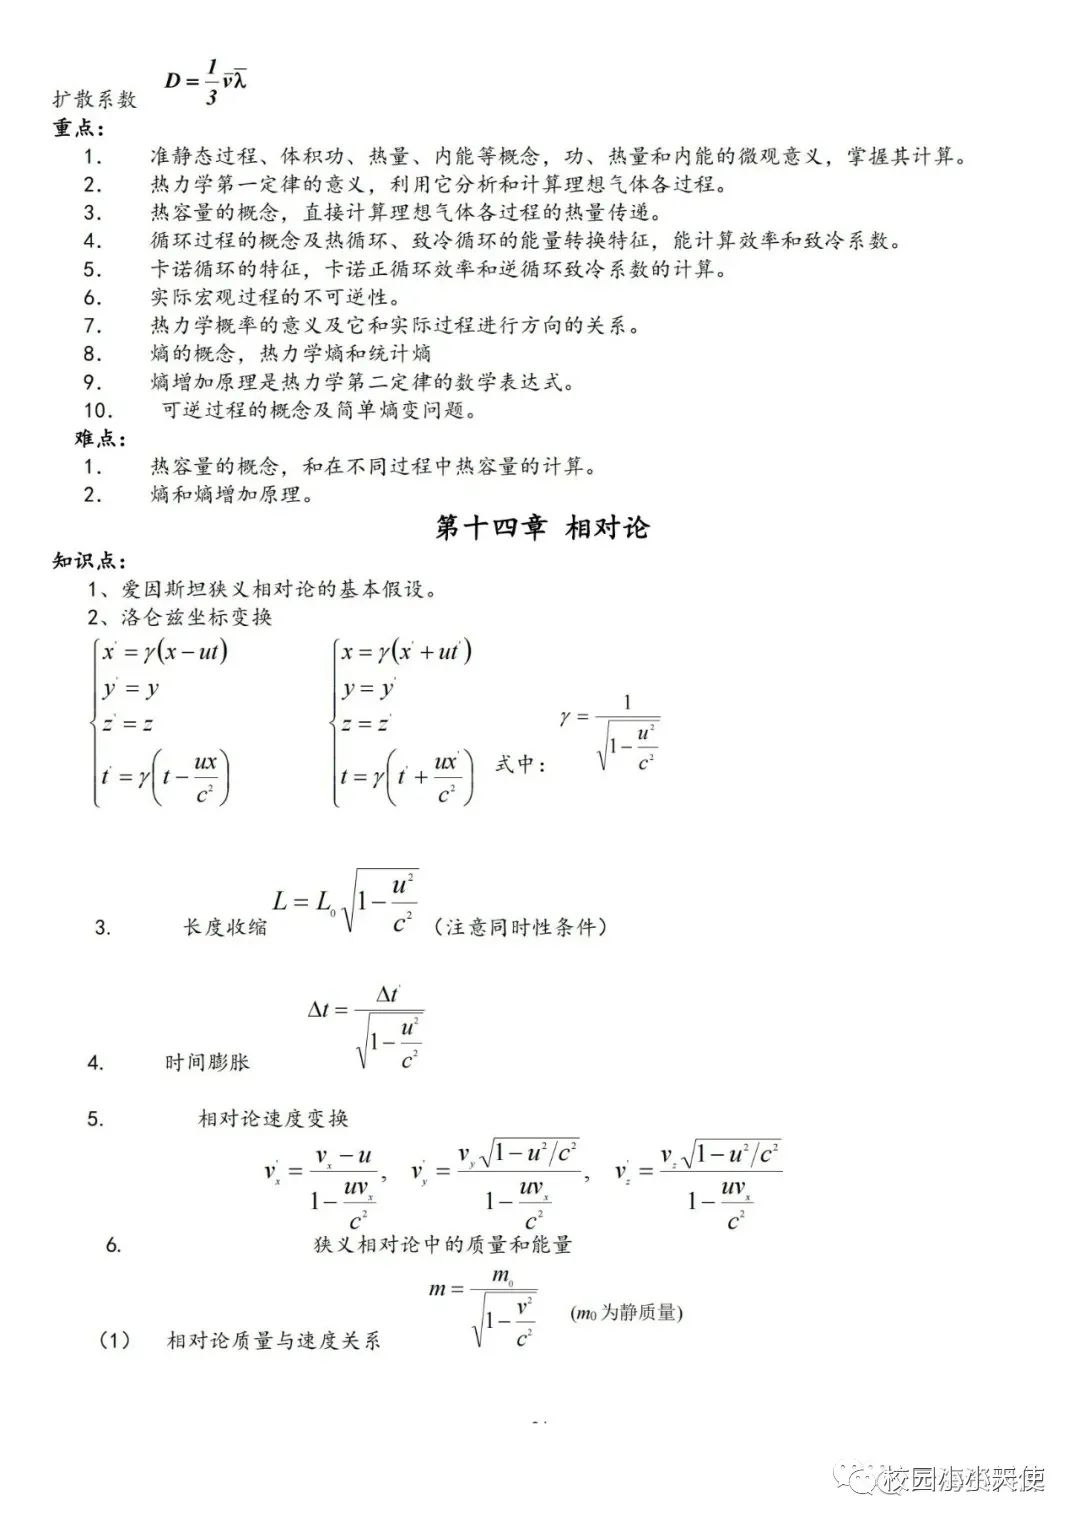 扩散系数 D = 1/3 v̄λ̄
重点：
1. 准静态过程、体积功、热量、内能等概念，功、热量和内能的微观意义，掌握其计算。
2. 热力学第一定律的意义，利用它分析和计算理想气体各过程。
3. 热容量的概念，直接计算理想气体各过程的热量传递。
4. 循环过程的概念及热循环、致冷循环的能量转换特征，能计算效率和致冷系数。
5. 卡诺循环的特征，卡诺正循环效率和逆循环致冷系数的计算。
6. 实际宏观过程的不可逆性。
7. 热力学概率的意义及它和实际过程进行方向的关系。
8. 熵的概念，热力学熵和统计熵
9. 熵增加原理是热力学第二定律的数学表达式。
10. 可逆过程的概念及简单熵变问题。
难点：
1. 热容量的概念，和在不同过程中热容量的计算。
2. 熵和熵增加原理。
第十四章 相对论
知识点：
1、爱因斯坦狭义相对论的基本假设。
2、洛仑兹坐标变换
x' = γ(x − ut) x = γ(x' + ut')
y' = y y = y'
z' = z z = z'
t' = γ(t − ux/c²) t = γ(t' + ux'/c²) 式中： γ = 1/√(1 − u²/c²)
3. 长度收缩 L = L₀√(1 − u²/c²) （注意同时性条件）
4. 时间膨胀 Δt = Δt'/√(1 − u²/c²)
5. 相对论速度变换
v'ₓ = (vₓ − u)/(1 − uvₓ/c²), v'_y = v_y√(1 − u²/c²)/(1 − uvₓ/c²), v'_z = v_z√(1 − u²/c²)/(1 − uvₓ/c²)
6. 狭义相对论中的质量和能量
（1） 相对论质量与速度关系 m = m₀/√(1 − v²/c²) (m₀ 为静质量)
校园小小天使